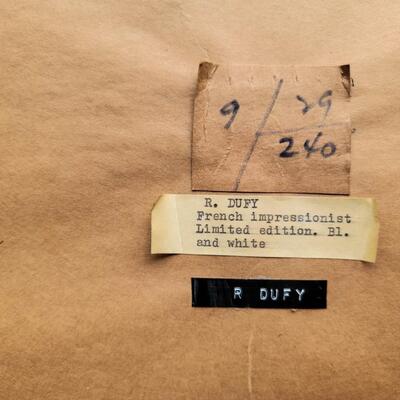 9 / 29
240
R. DUFY
French impressionist
Limited edition. Bl.
and white
R DUFY